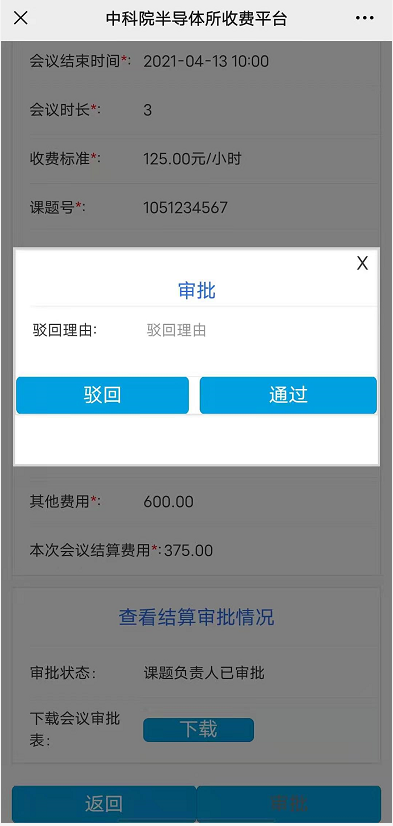 中科院半导体所收费平台
会议结束时间*: 2021-04-13 10:00
会议时长*: 3
收费标准*: 125.00元/小时
课题号*: 1051234567
X
审批
驳回理由: 驳回理由
驳回 通过
其他费用*: 600.00
本次会议结算费用*:375.00
查看结算审批情况
审批状态: 课题负责人已审批
下载会议审批
表:
下载
返回 审批